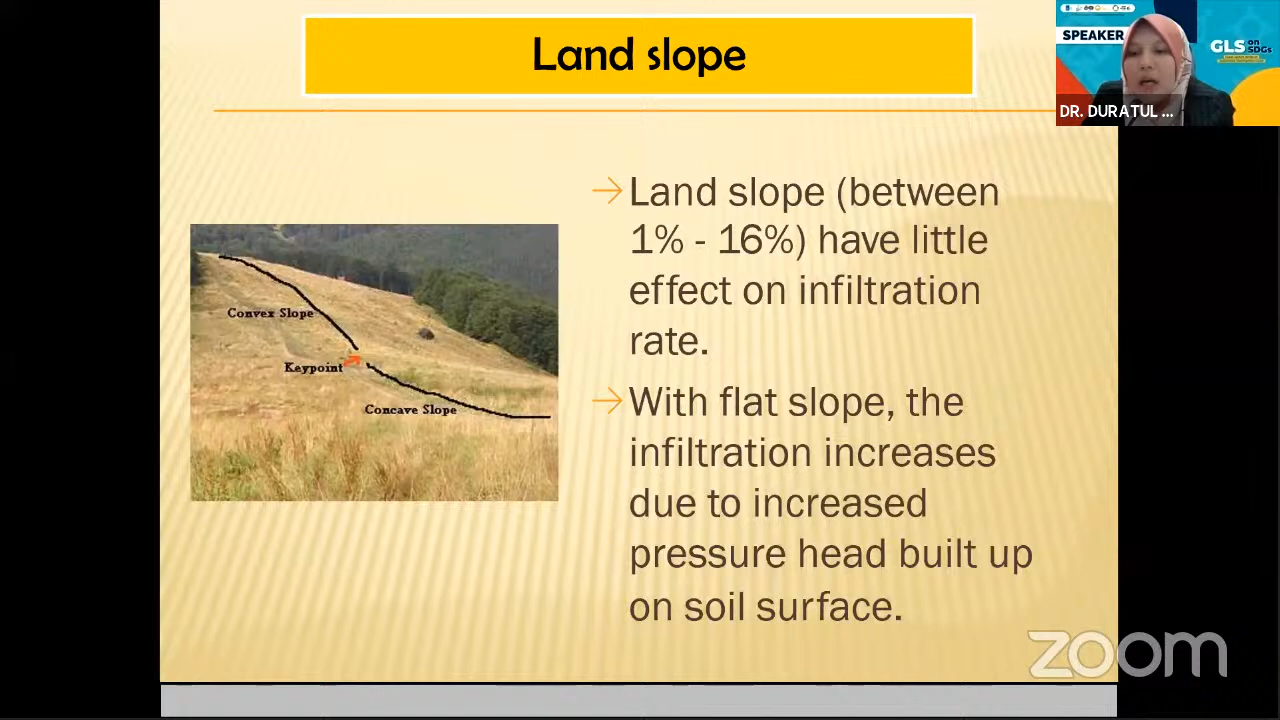 Land slope
SPEAKER
GLS on SDGs
DR. DURATUL ...
→Land slope (between
1% - 16%) have little
effect on infiltration
rate.
→With flat slope, the
infiltration increases
due to increased
pressure head built up
on soil surface.
Convex Slope
Keypoint
Concave Slope
zoom